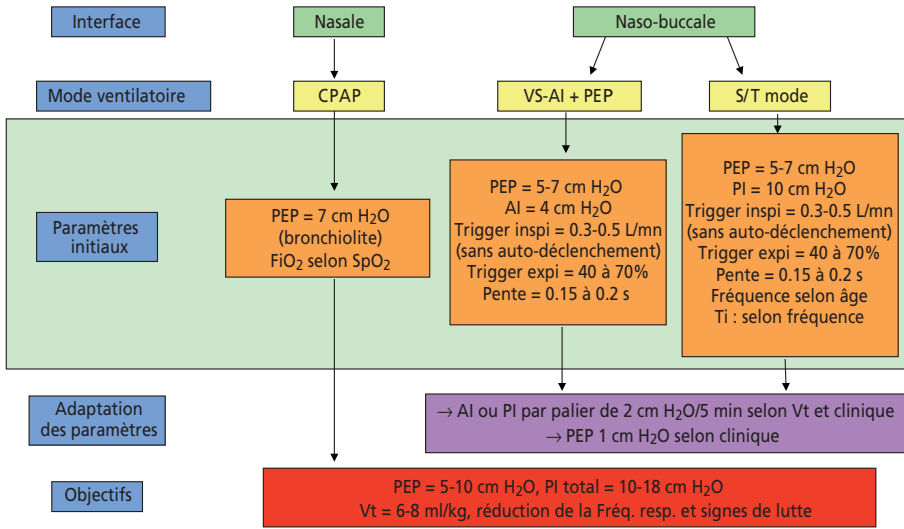 Interface
Nasale
Naso-buccale
Mode ventilatoire
CPAP
VS-AI + PEP
S/T mode
Paramètres
initiaux
PEP = 7 cm H₂O
(bronchiolite)
FiO₂ selon SpO₂
PEP = 5-7 cm H₂O
AI = 4 cm H₂O
Trigger inspi = 0.3-0.5 L/mn
(sans auto-déclenchement)
Trigger expi = 40 à 70%
Pente = 0.15 à 0.2 s
PEP = 5-7 cm H₂O
PI = 10 cm H₂O
Trigger inspi = 0.3-0.5 L/mn
(sans auto-déclenchement)
Trigger expi = 40 à 70%
Pente = 0.15 à 0.2 s
Fréquence selon âge
Ti : selon fréquence
Adaptation
des paramètres
→ AI ou PI par palier de 2 cm H₂O/5 min selon Vt et clinique
→ PEP 1 cm H₂O selon clinique
Objectifs
PEP = 5-10 cm H₂O, PI total = 10-18 cm H₂O
Vt = 6-8 ml/kg, réduction de la Fréq. resp. et signes de lutte